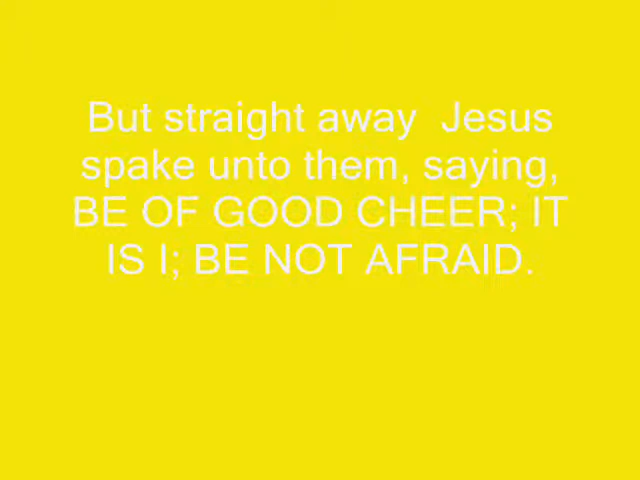 But straight away  Jesus
spake unto them, saying,
BE OF GOOD CHEER; IT
IS I; BE NOT AFRAID.